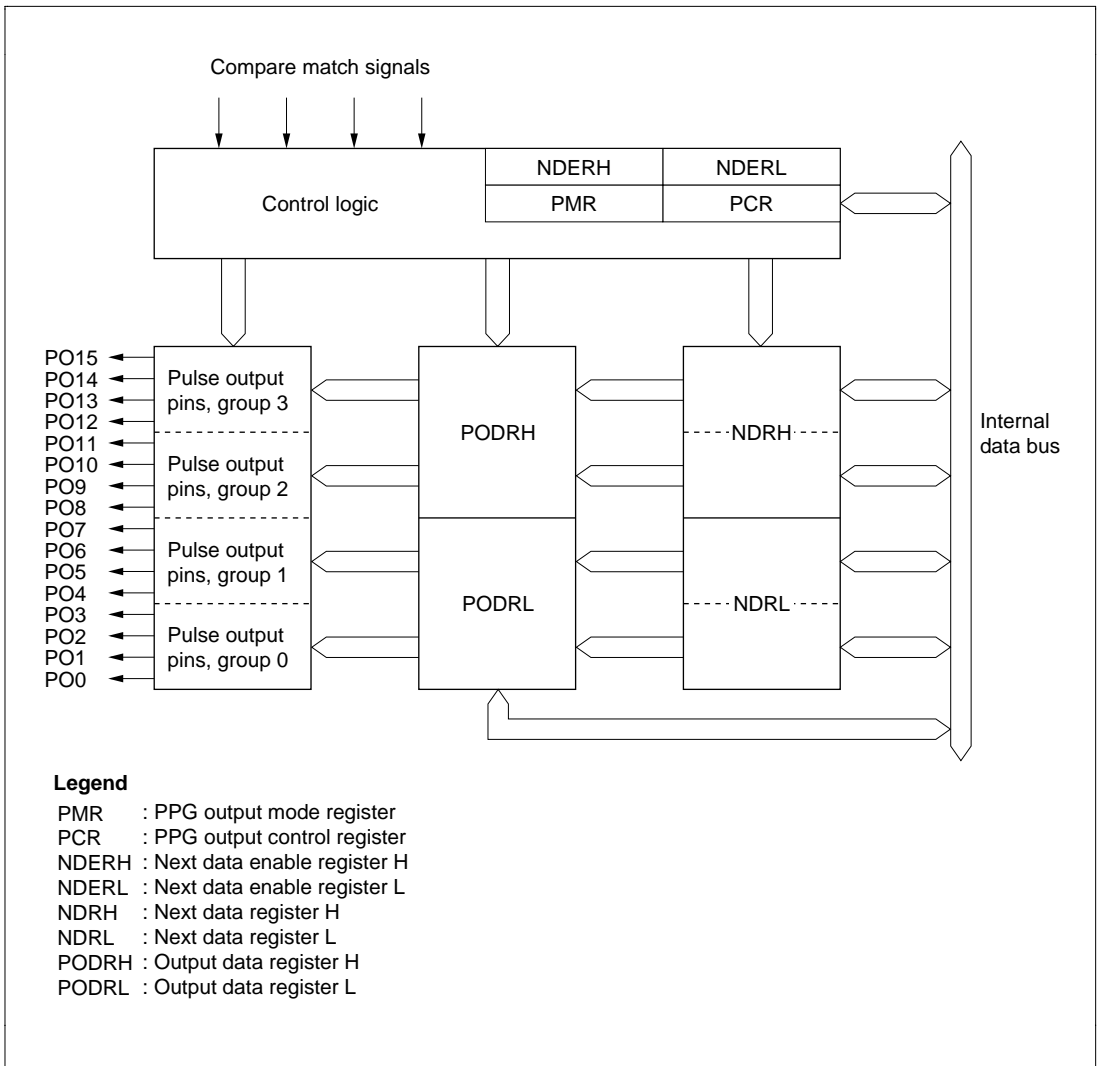 Compare match signals
NDERH NDERL
Control logic PMR PCR
PO15
PO14
PO13
PO12
PO11
PO10
PO9
PO8
PO7
PO6
PO5
PO4
PO3
PO2
PO1
PO0
Pulse output
pins, group 3
Pulse output
pins, group 2
Pulse output
pins, group 1
Pulse output
pins, group 0
PODRH
PODRL
NDRH
NDRL
Internal
data bus
Legend
PMR : PPG output mode register
PCR : PPG output control register
NDERH : Next data enable register H
NDERL : Next data enable register L
NDRH : Next data register H
NDRL : Next data register L
PODRH : Output data register H
PODRL : Output data register L